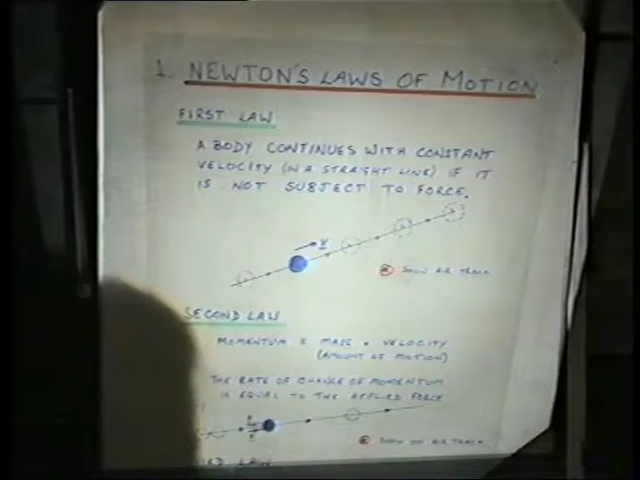 1. NEWTON'S LAWS OF MOTION
FIRST LAW
A BODY CONTINUES WITH CONSTANT
VELOCITY (IN A STRAIGHT LINE) IF IT
IS NOT SUBJECT TO FORCE.
V
SHOW AIR TRACK
SECOND LAW
MOMENTUM = MASS × VELOCITY
(AMOUNT OF MOTION)
THE RATE OF CHANGE OF MOMENTUM
IS EQUAL TO THE APPLIED FORCE
SHOW ON AIR TRACK
LAW